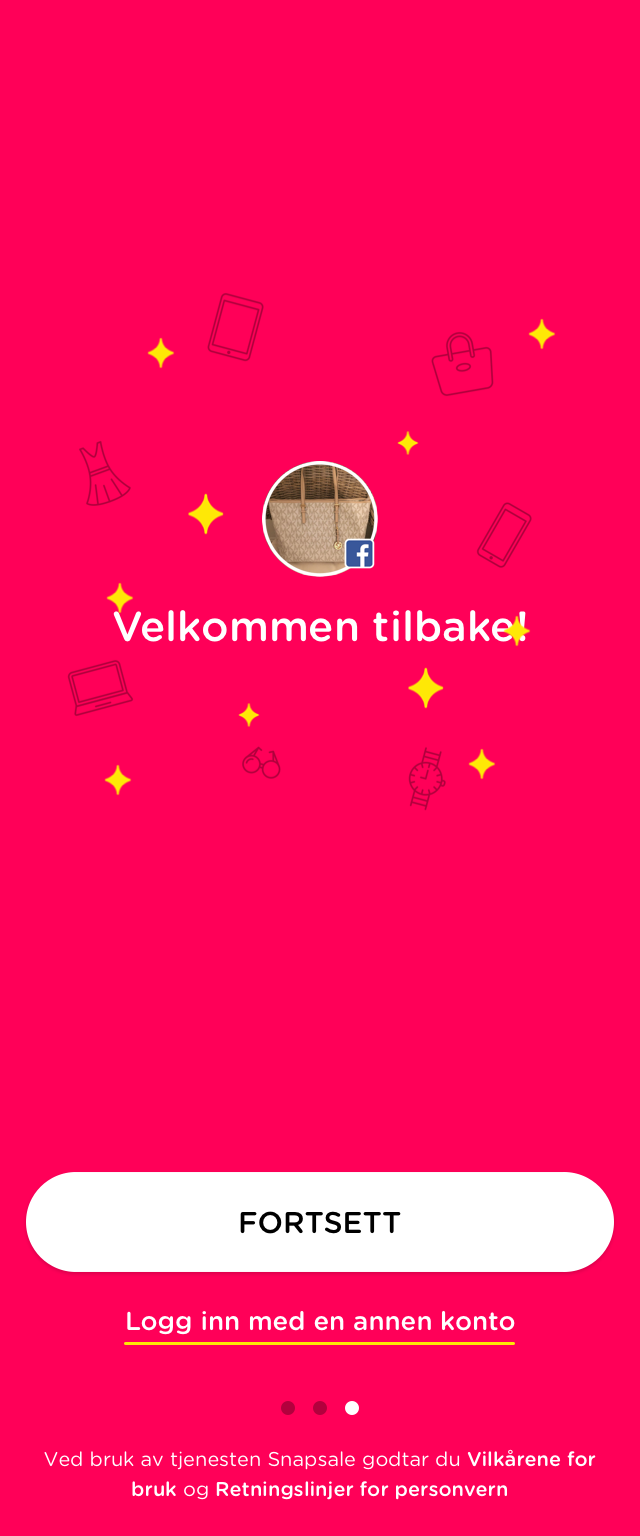 Velkommen tilbake!
FORTSETT
Logg inn med en annen konto
Ved bruk av tjenesten Snapsale godtar du Vilkårene for
bruk og Retningslinjer for personvern